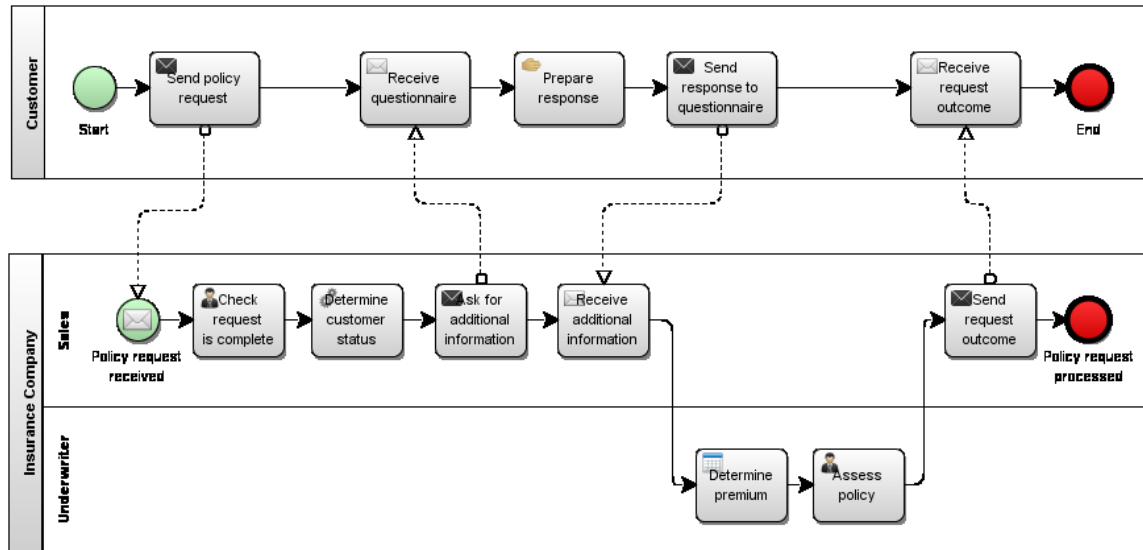 Customer
Send policy
request
Receive
questionnaire
Prepare
response
Send
response to
questionnaire
Receive
request
outcome
Start
End
Insurance Company
Sales
Check
request
is complete
Determine
customer
status
Ask for
additional
information
Receive
additional
information
Send
request
outcome
Policy request
received
Policy request
processed
Underwriter
Determine
premium
Assess
policy